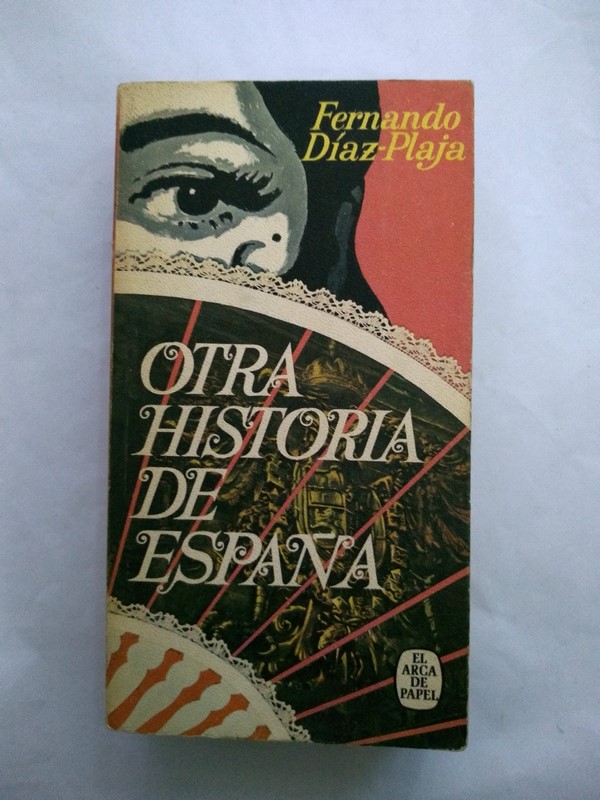 Fernando
Díaz-Plaja
OTRA
HISTORIA
DE
ESPAÑA
EL
ARCA
DE
PAPEL